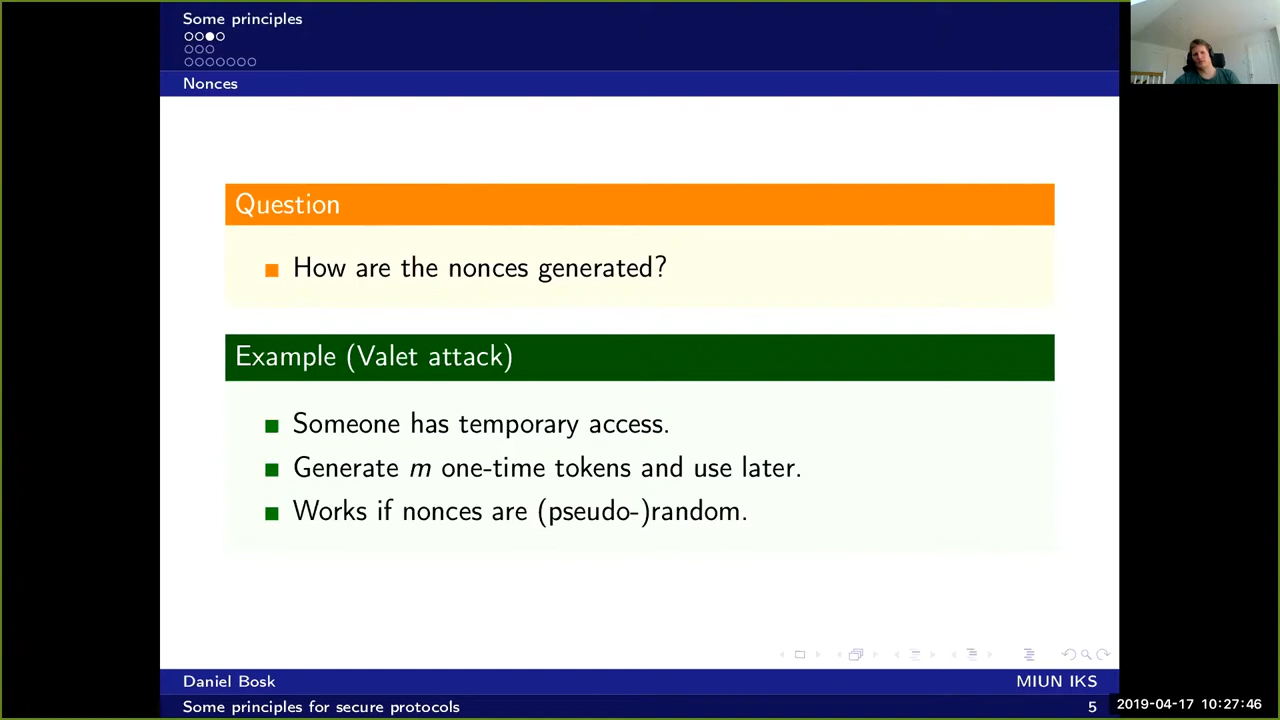 Some principles
Nonces
Question
How are the nonces generated?
Example (Valet attack)
Someone has temporary access.
Generate m one-time tokens and use later.
Works if nonces are (pseudo-)random.
Daniel Bosk
MIUN IKS
Some principles for secure protocols
5
2019-04-17 10:27:46